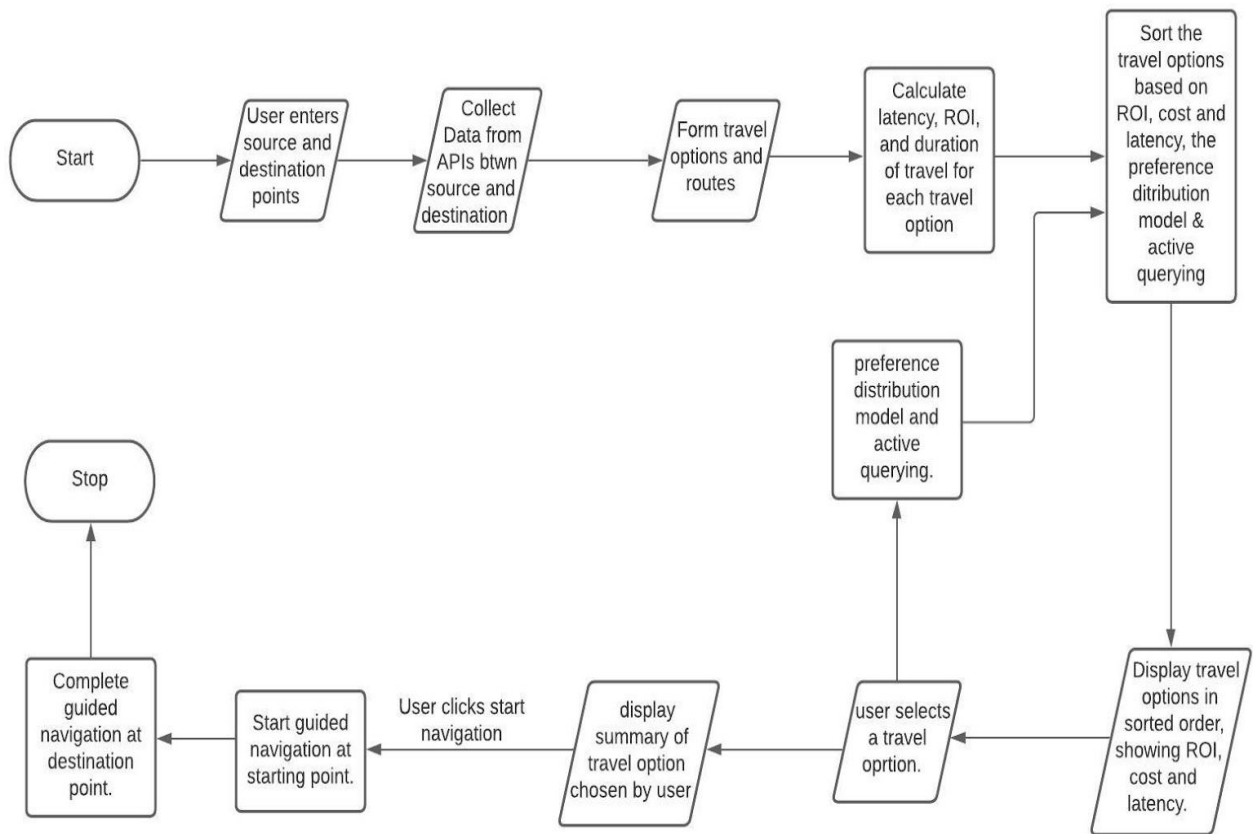 Start
User enters
source and
destination
points
Collect
Data from
APIs btwn
source and
destination
Form travel
options and
routes
Calculate
latency, ROI,
and duration
of travel for
each travel
option
Sort the
travel options
based on
ROI, cost and
latency, the
preference
ditribution
model &
active
querying
preference
distribution
model and
active
querying.
Stop
Display travel
options in
sorted order,
showing ROI,
cost and
latency.
user selects
a travel
oprtion.
display
summary of
travel option
chosen by user
User clicks start
navigation
Start guided
navigation at
starting point.
Complete
guided
navigation at
destination
point.